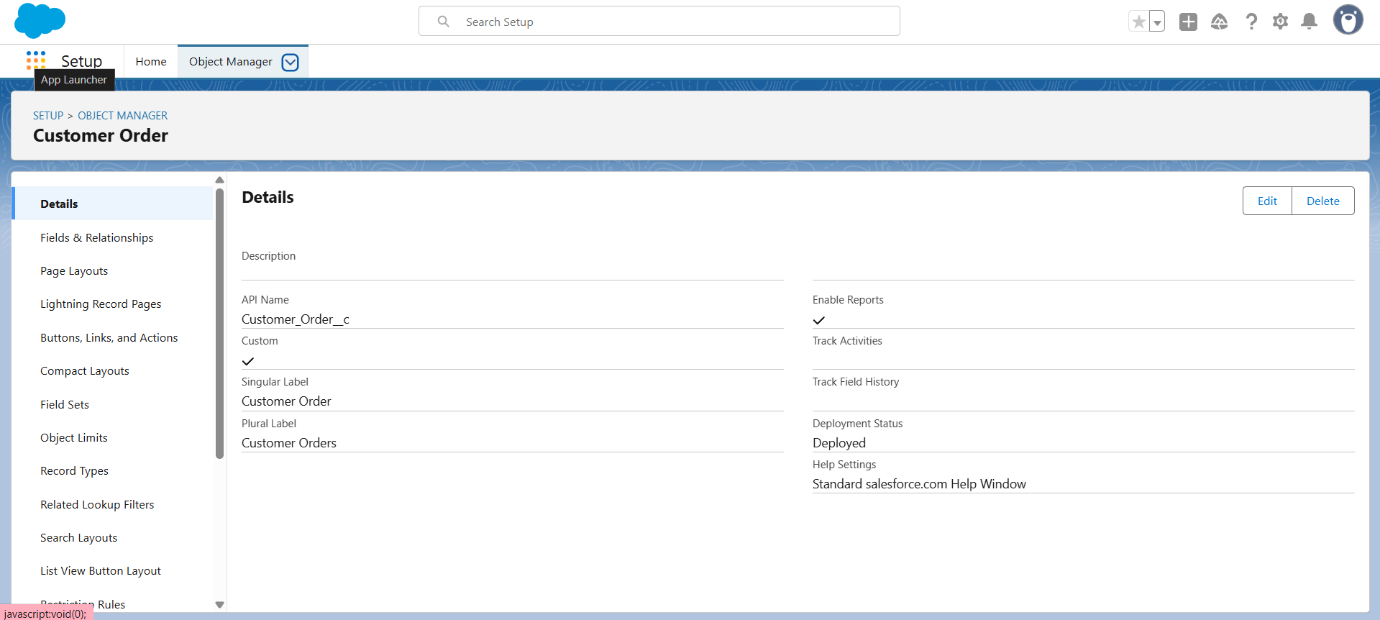 Search Setup
Setup
Home
Object Manager
App Launcher
SETUP > OBJECT MANAGER
Customer Order
Details
Fields & Relationships
Page Layouts
Lightning Record Pages
Buttons, Links, and Actions
Compact Layouts
Field Sets
Object Limits
Record Types
Related Lookup Filters
Search Layouts
List View Button Layout
Restriction Rules
javascript:void(0);
Details
Edit
Delete
Description
API Name
Customer_Order__c
Custom
Singular Label
Customer Order
Plural Label
Customer Orders
Enable Reports
Track Activities
Track Field History
Deployment Status
Deployed
Help Settings
Standard salesforce.com Help Window